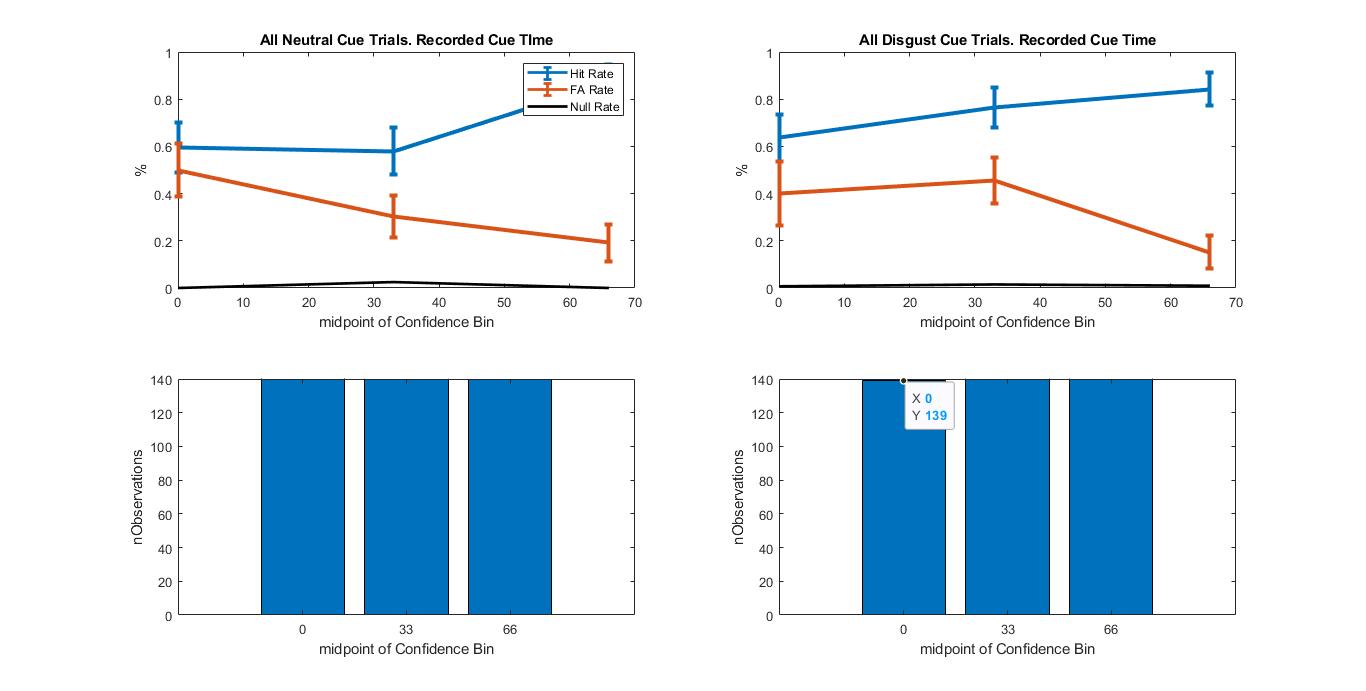 All Neutral Cue Trials. Recorded Cue TIme
1
0.8
0.6
0.4
0.2
0
%
Hit Rate
FA Rate
Null Rate
0 10 20 30 40 50 60 70
midpoint of Confidence Bin
All Disgust Cue Trials. Recorded Cue Time
1
0.8
0.6
0.4
0.2
0
%
0 10 20 30 40 50 60 70
midpoint of Confidence Bin
140
120
100
80
60
40
20
0
nObservations
0 33 66
midpoint of Confidence Bin
140
120
100
80
60
40
20
0
nObservations
X 0
Y 139
0 33 66
midpoint of Confidence Bin